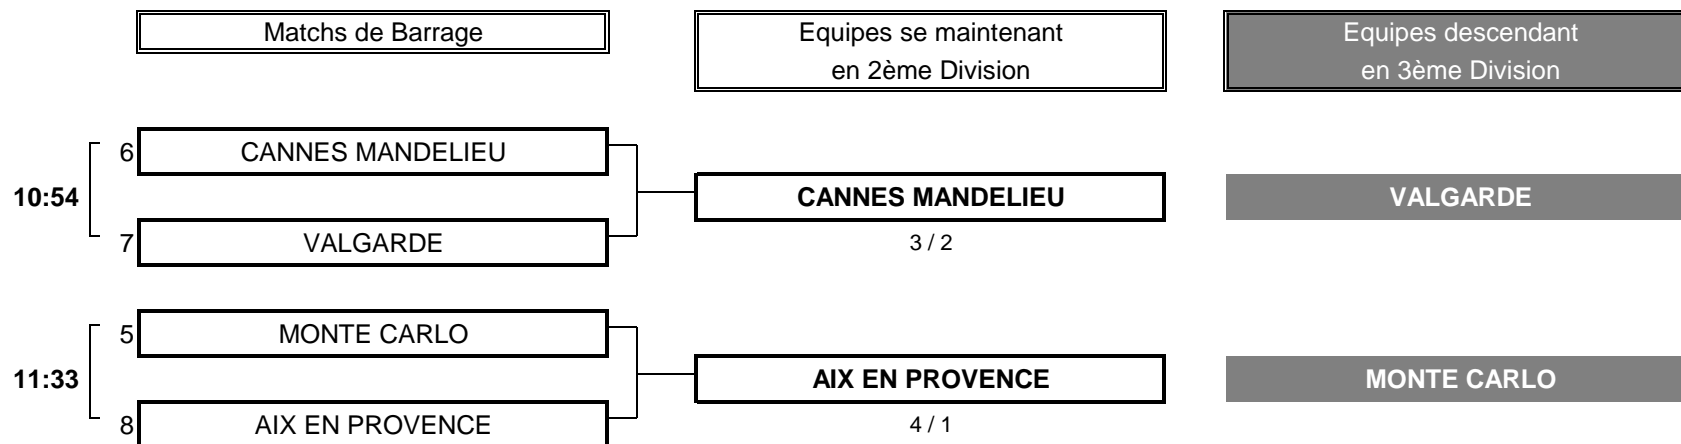 Matchs de Barrage
Equipes se maintenant
en 2ème Division
Equipes descendant
en 3ème Division
6 CANNES MANDELIEU
10:54 CANNES MANDELIEU VALGARDE
7 VALGARDE 3 / 2
5 MONTE CARLO
11:33 AIX EN PROVENCE MONTE CARLO
8 AIX EN PROVENCE 4 / 1